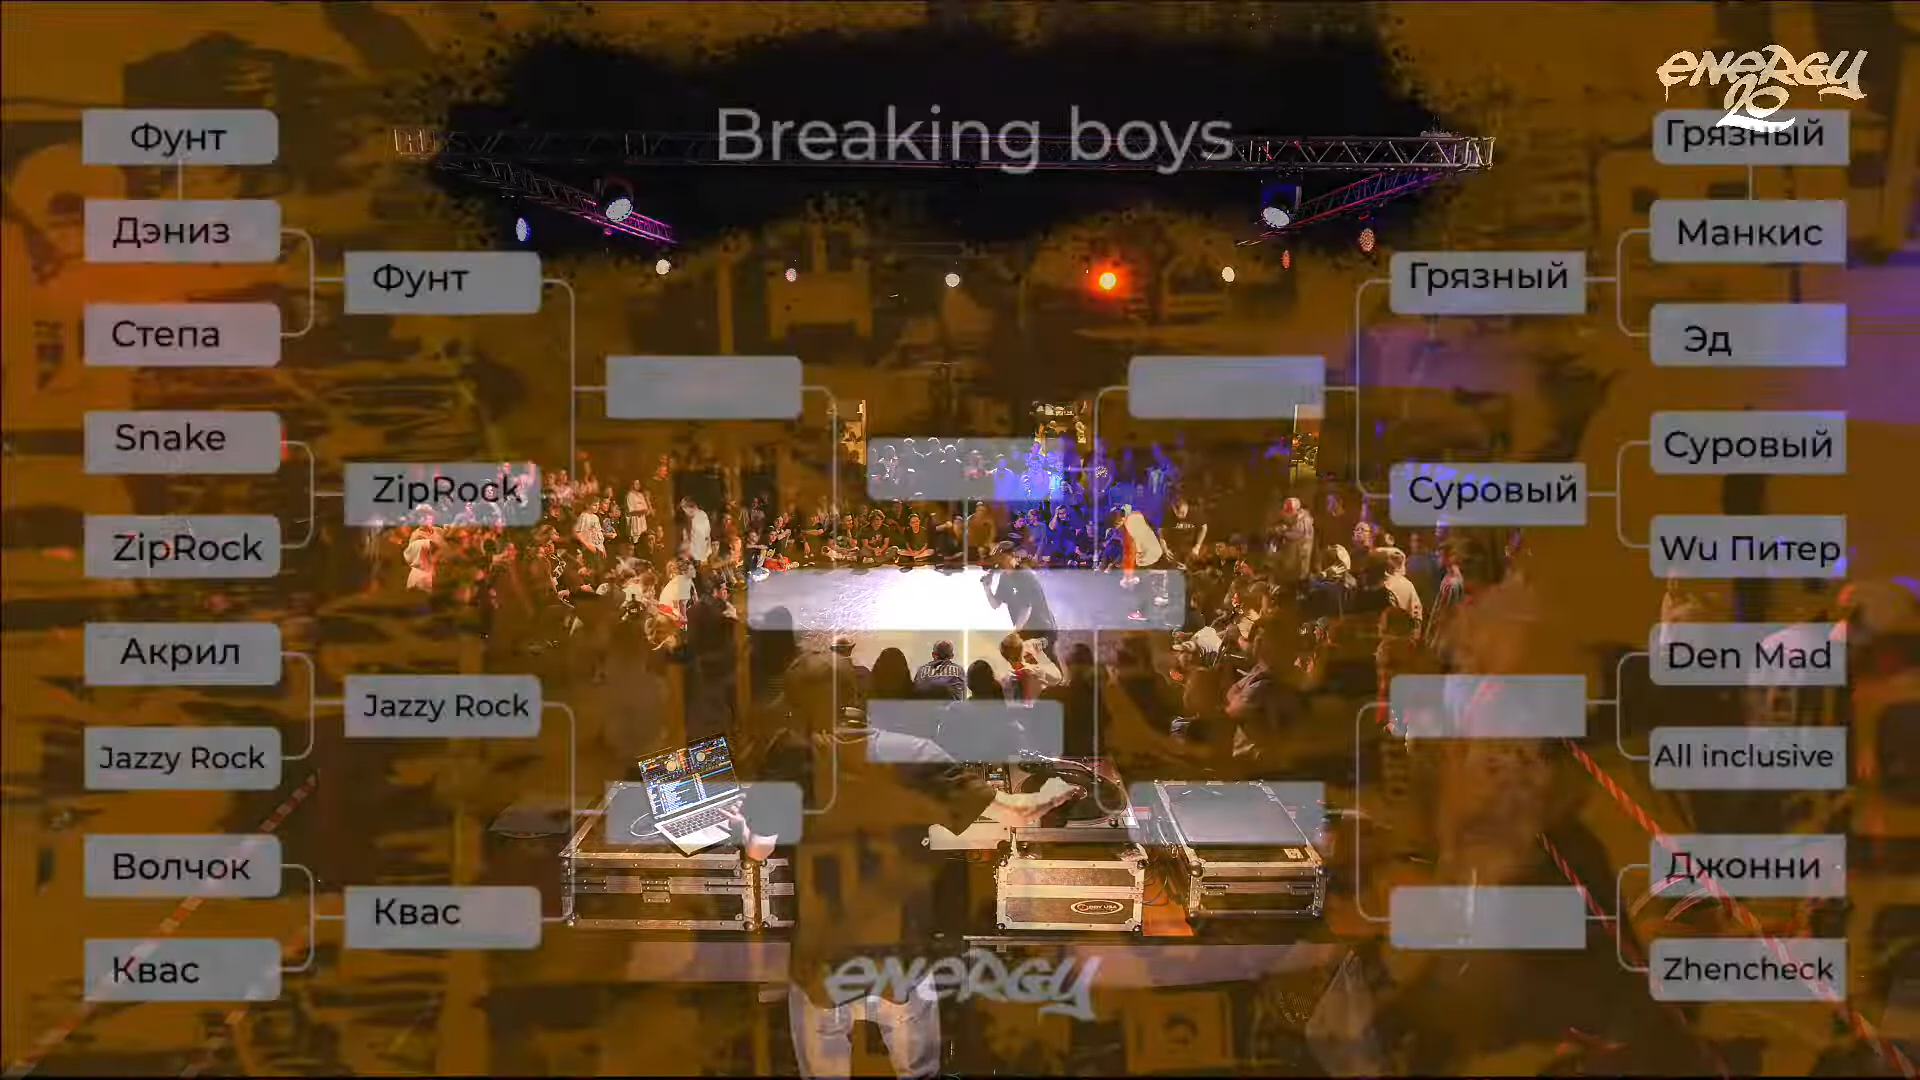 ENERGY
20
Breaking boys
Фунт
Дэниз
Степа
Snake
ZipRock
Акрил
Jazzy Rock
Волчок
Квас
Фунт
ZipRock
Jazzy Rock
Квас
Грязный
Суровый
Грязный
Манкис
Эд
Суровый
Wu Питер
Den Mad
All inclusive
Джонни
Zhencheck
ENERGY